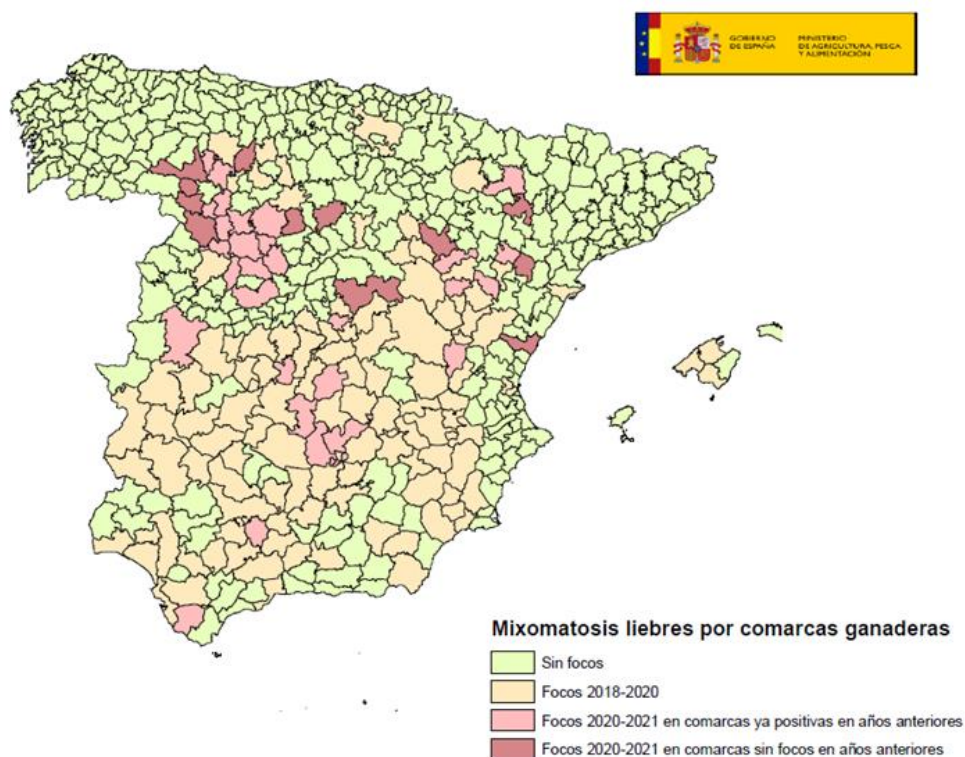 GOBIERNO
DE ESPAÑA
MINISTERIO
DE AGRICULTURA, PESCA
Y ALIMENTACIÓN
Mixomatosis liebres por comarcas ganaderas
Sin focos
Focos 2018-2020
Focos 2020-2021 en comarcas ya positivas en años anteriores
Focos 2020-2021 en comarcas sin focos en años anteriores